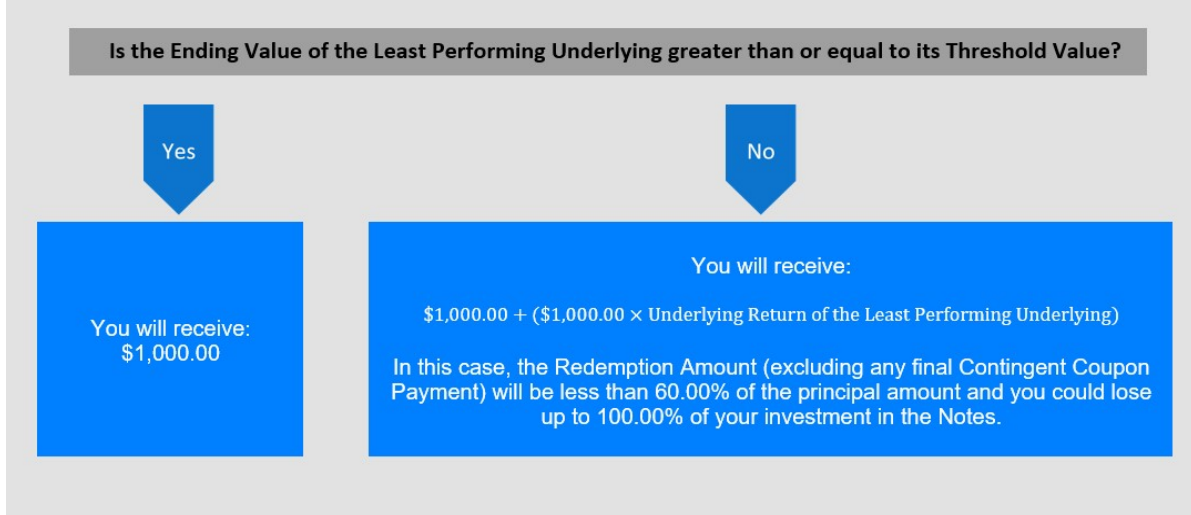 Is the Ending Value of the Least Performing Underlying greater than or equal to its Threshold Value?
Yes
No
You will receive:
$1,000.00
You will receive:
$1,000.00 + ($1,000.00 × Underlying Return of the Least Performing Underlying)
In this case, the Redemption Amount (excluding any final Contingent Coupon
Payment) will be less than 60.00% of the principal amount and you could lose
up to 100.00% of your investment in the Notes.